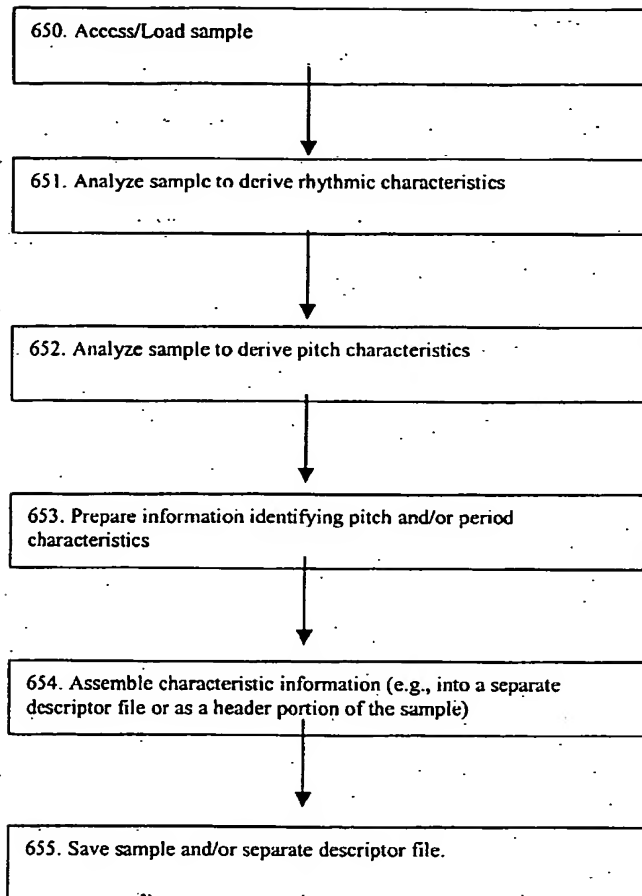 650. Access/Load sample
651. Analyze sample to derive rhythmic characteristics
652. Analyze sample to derive pitch characteristics
653. Prepare information identifying pitch and/or period
characteristics
654. Assemble characteristic information (e.g., into a separate
descriptor file or as a header portion of the sample)
655. Save sample and/or separate descriptor file.